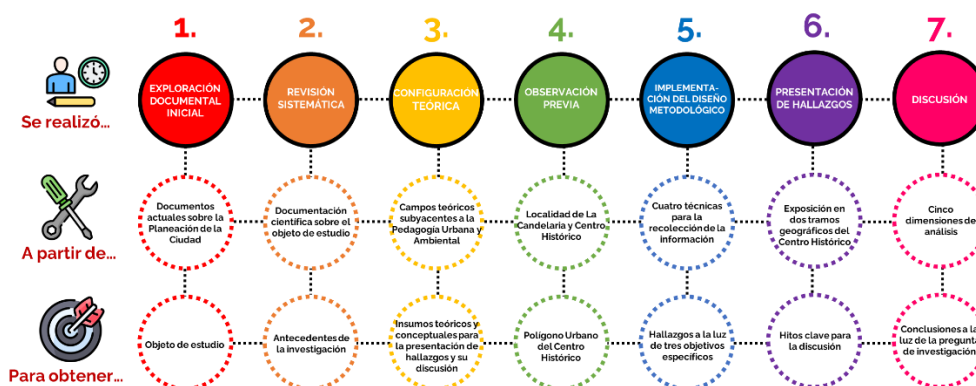 1.
2.
3.
4.
5.
6.
7.
Se realizó...
EXPLORACIÓN
DOCUMENTAL
INICIAL
REVISIÓN
SISTEMÁTICA
CONFIGURACIÓN
TEÓRICA
OBSERVACIÓN
PREVIA
IMPLEMENTA-
CIÓN DEL DISEÑO
METODOLÓGICO
PRESENTACIÓN
DE HALLAZGOS
DISCUSIÓN
A partir de...
Documentos
actuales sobre la
Planeación de la
Ciudad
Documentación
científica sobre el
objeto de estudio
Campos teóricos
subyacentes a la
Pedagogía Urbana y
Ambiental
Localidad de La
Candelaria y Centro
Histórico
Cuatro técnicas
para la
recolección de la
información
Exposición en
dos tramos
geográficos del
Centro Histórico
Cinco
dimensiones de
análisis
Para obtener...
Objeto de estudio
Antecedentes de
la investigación
Insumos teóricos y
conceptuales para
la presentación de
hallazgos y su
discusión
Polígono Urbano
del Centro
Histórico
Hallazgos a la luz
de tres objetivos
específicos
Hitos clave para
la discusión
Conclusiones a la
luz de la pregunta
de investigación